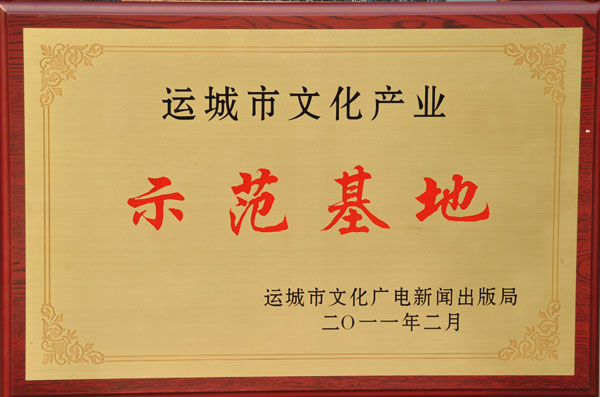 运城市文化产业
示范基地
运城市文化广电新闻出版局
二〇一一年二月